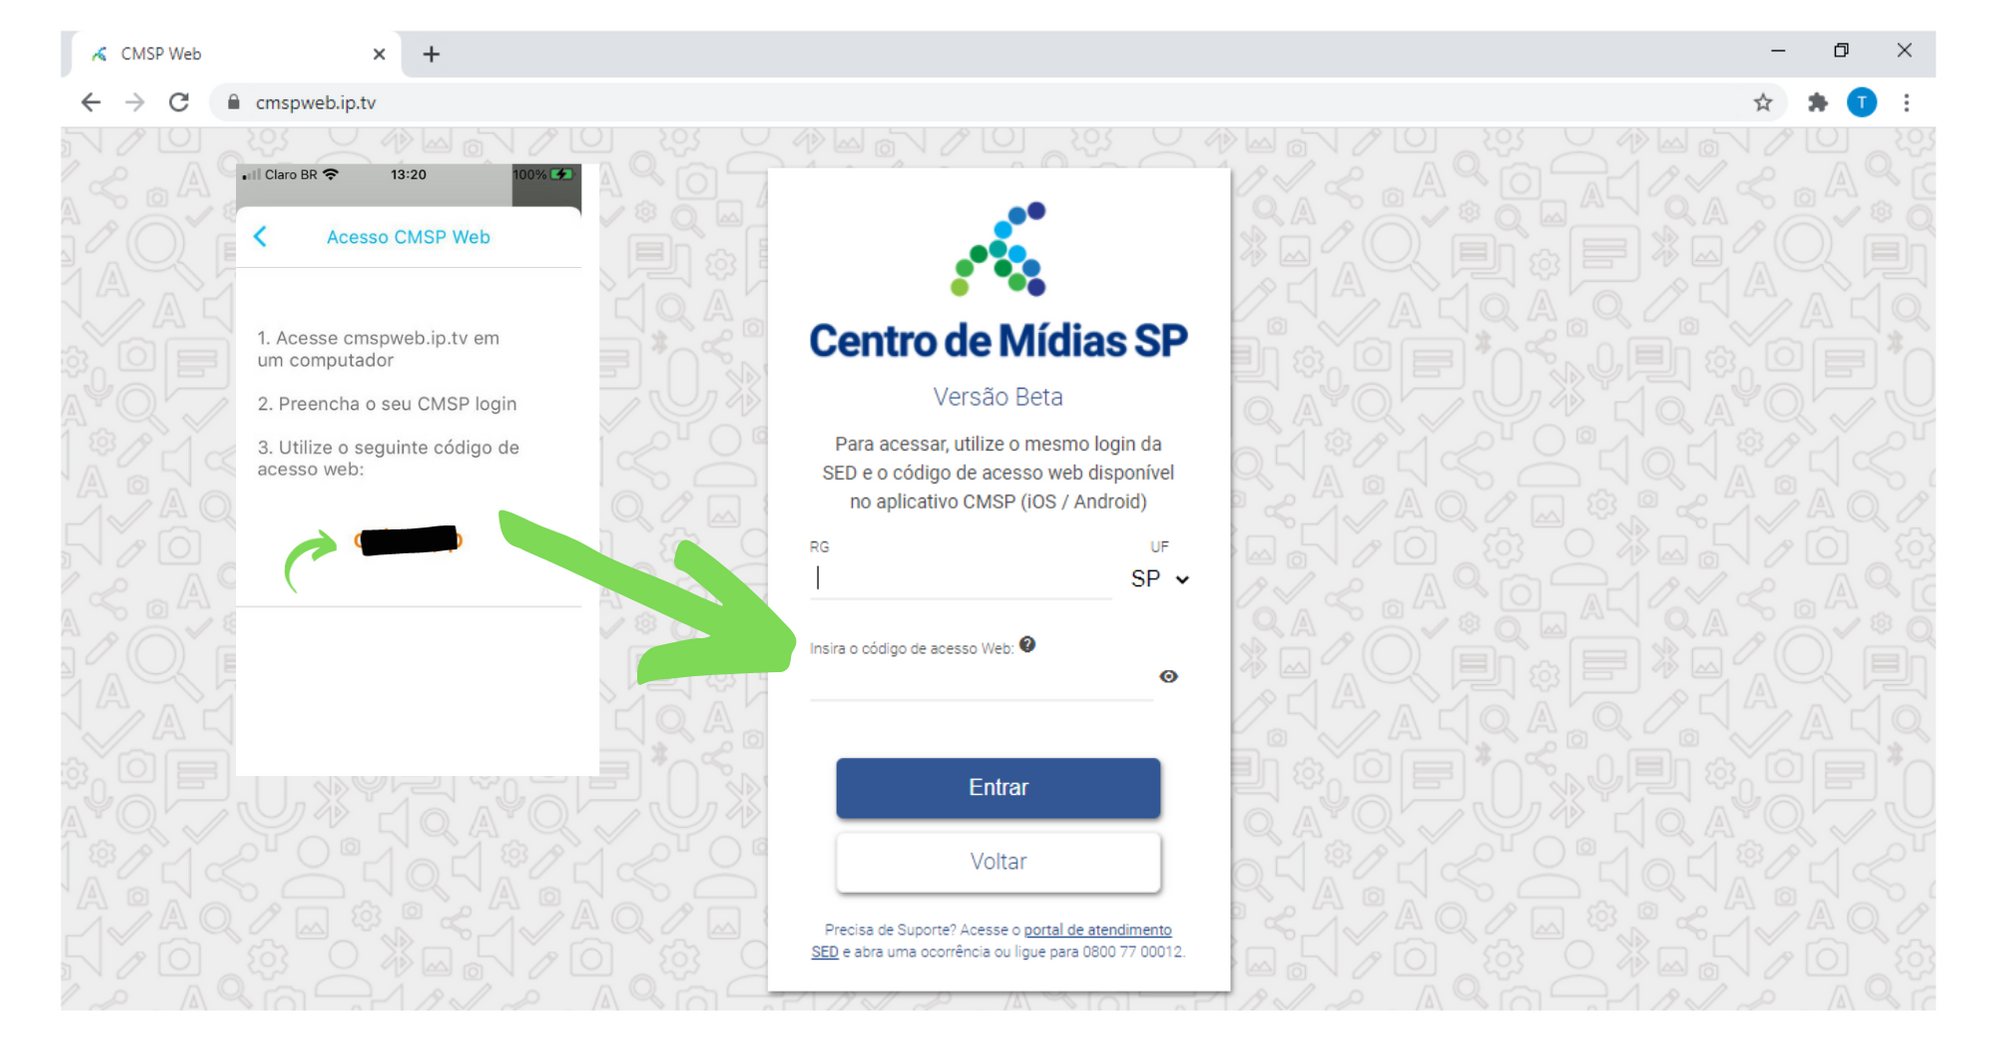 CMSP Web
cmspweb.ip.tv
T
Claro BR
13:20
100%
Acesso CMSP Web
1. Acesse cmspweb.ip.tv em
um computador
2. Preencha o seu CMSP login
3. Utilize o seguinte código de
acesso web:
Centro de Mídias SP
Versão Beta
Para acessar, utilize o mesmo login da
SED e o código de acesso web disponível
no aplicativo CMSP (iOS / Android)
RG
UF
SP
Insira o código de acesso Web:
Entrar
Voltar
Precisa de Suporte? Acesse o portal de atendimento
SED e abra uma ocorrência ou ligue para 0800 77 00012.